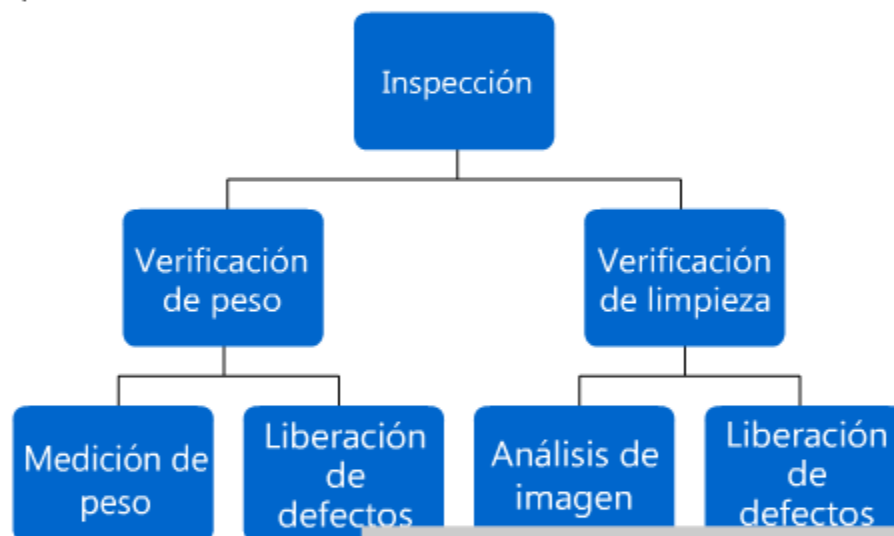 Inspección
Verificación
de peso
Verificación
de limpieza
Medición de
peso
Liberación
de
defectos
Análisis de
imagen
Liberación
de
defectos